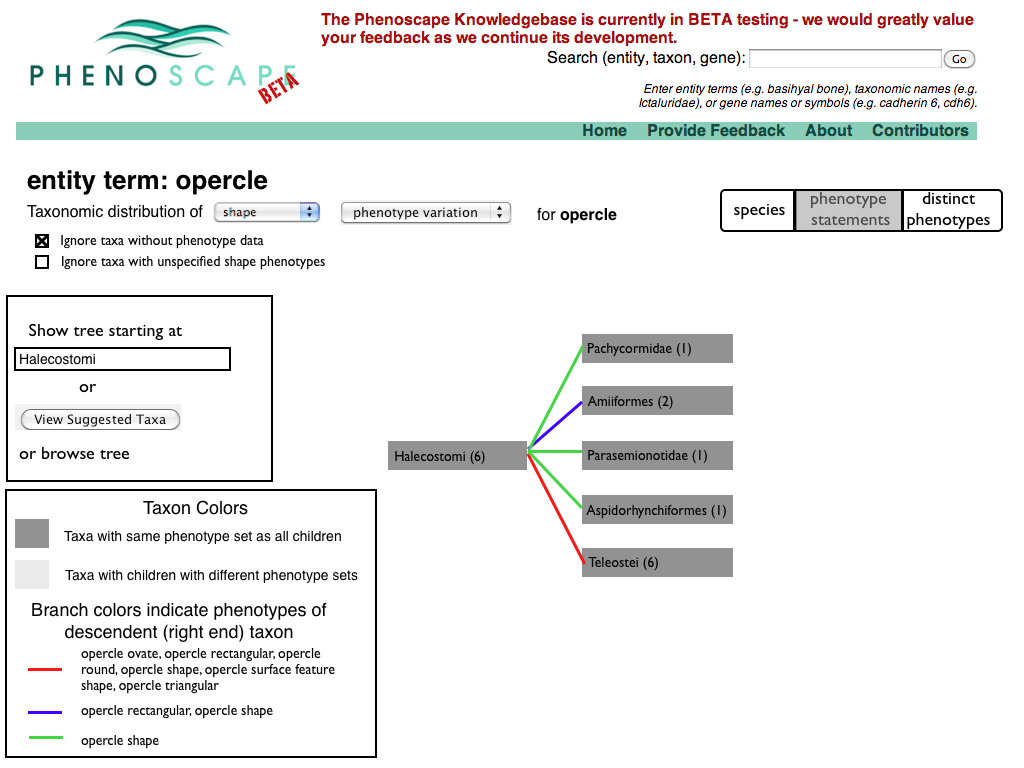 The Phenoscape Knowledgebase is currently in BETA testing - we would greatly value
your feedback as we continue its development.
PHENOSCAPE
BETA
Search (entity, taxon, gene):
Go
Enter entity terms (e.g. basihyal bone), taxonomic names (e.g.
Ictaluridae), or gene names or symbols (e.g. cadherin 6, cdh6).
Home Provide Feedback About Contributors
entity term: opercle
Taxonomic distribution of shape phenotype variation for opercle
species
phenotype
statements
distinct
phenotypes
Ignore taxa without phenotype data
Ignore taxa with unspecified shape phenotypes
Show tree starting at
Halecostomi
or
View Suggested Taxa
or browse tree
Halecostomi (6)
Pachycormidae (1)
Amiiformes (2)
Parasemionotidae (1)
Aspidorhynchiformes (1)
Teleostei (6)
Taxon Colors
Taxa with same phenotype set as all children
Taxa with children with different phenotype sets
Branch colors indicate phenotypes of
descendent (right end) taxon
opercle ovate, opercle rectangular, opercle
round, opercle shape, opercle surface feature
shape, opercle triangular
opercle rectangular, opercle shape
opercle shape